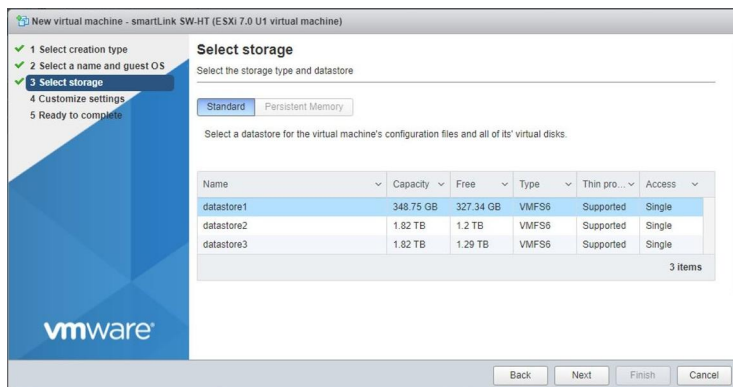 New virtual machine - smartLink SW-HT (ESXi 7.0 U1 virtual machine)
1 Select creation type
2 Select a name and guest OS
3 Select storage
4 Customize settings
5 Ready to complete
Select storage
Select the storage type and datastore
Standard Persistent Memory
Select a datastore for the virtual machine's configuration files and all of its' virtual disks.
Name Capacity Free Type Thin pro... Access
datastore1 348.75 GB 327.34 GB VMFS6 Supported Single
datastore2 1.82 TB 1.2 TB VMFS6 Supported Single
datastore3 1.82 TB 1.29 TB VMFS6 Supported Single
3 items
vmware®
Back Next Finish Cancel